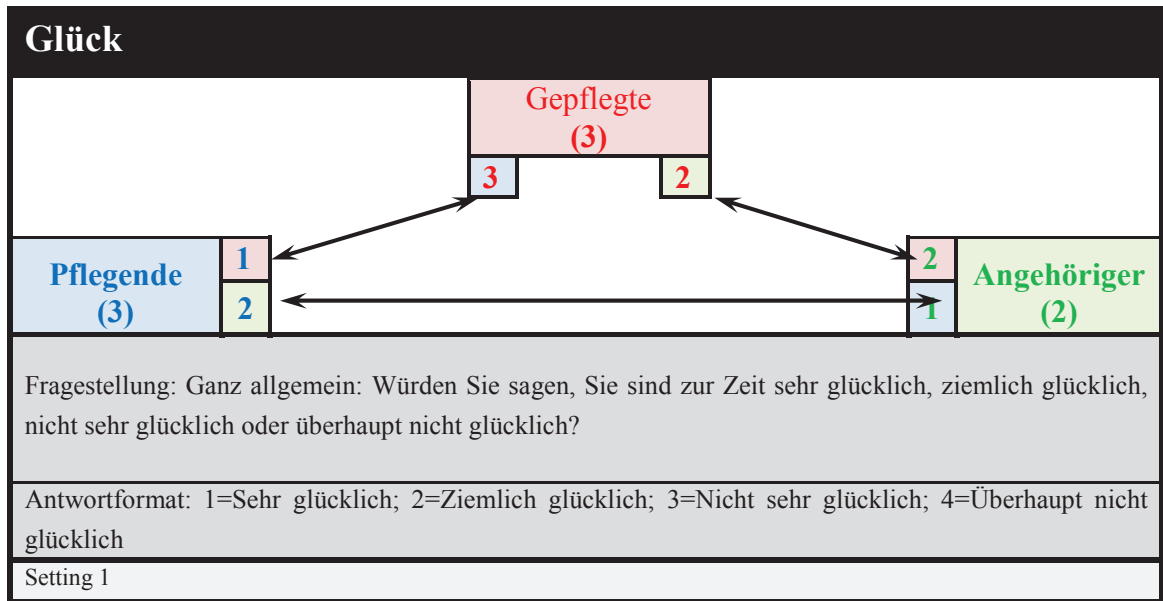 Glück
Gepflegte
(3)
3
2
Pflegende
(3)
1
2
2
1
Angehöriger
(2)
Fragestellung: Ganz allgemein: Würden Sie sagen, Sie sind zur Zeit sehr glücklich, ziemlich glücklich,
nicht sehr glücklich oder überhaupt nicht glücklich?
Antwortformat: 1=Sehr glücklich; 2=Ziemlich glücklich; 3=Nicht sehr glücklich; 4=Überhaupt nicht
glücklich
Setting 1